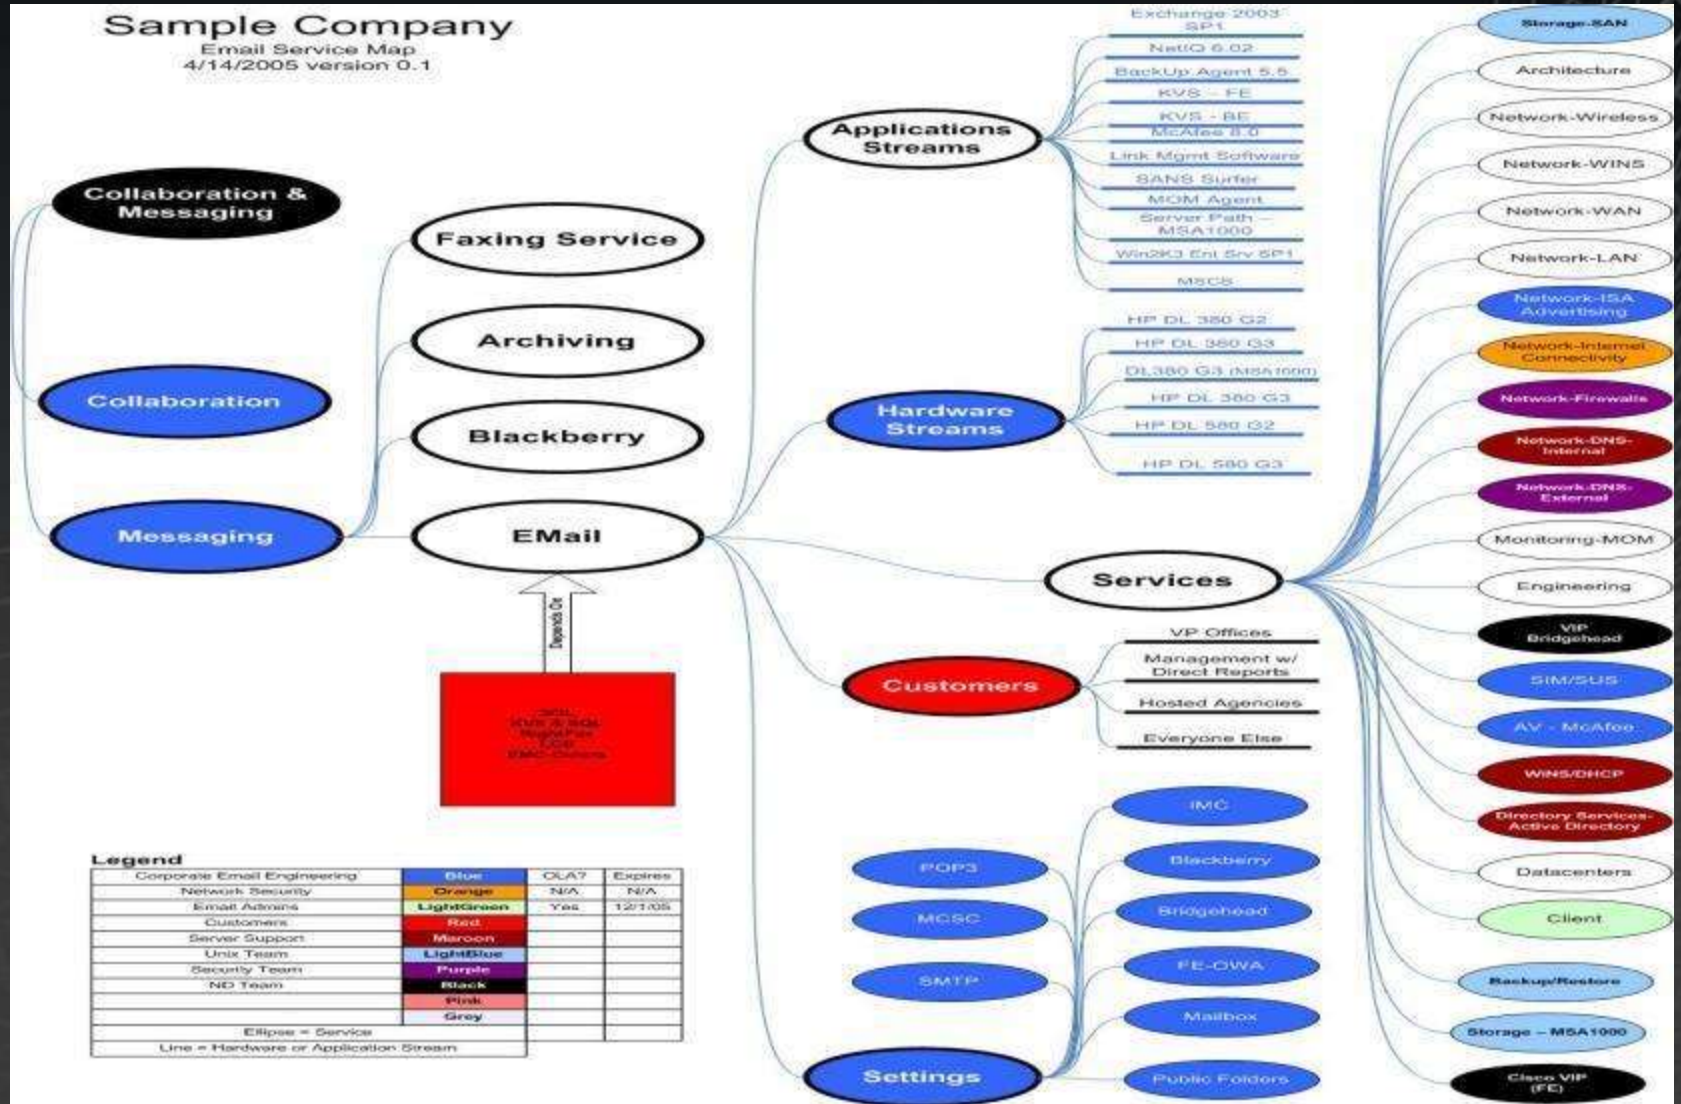 Sample Company
Email Service Map
4/14/2005 version 0.1
Collaboration &
Messaging
Collaboration
Messaging
Faxing Service
Archiving
Blackberry
EMail
Depends On
SQL
KVS & SQL
RightFax
Applications
Streams
Exchange 2003
SP1
NetIQ 6.02
BackUp Agent 5.5
KVS - FE
KVS - BE
McAfee 8.0
Link Mgmt Software
SANS Surfer
MOM Agent
Server Path -
MSA1000
Win2K3 Ent Srv SP1
MSCS
Hardware
Streams
HP DL 380 G2
HP DL 360 G3
DL380 G3 (MSA1000)
HP DL 380 G3
HP DL 580 G2
HP DL 580 G3
Services
Customers
VP Offices
Management w/
Direct Reports
Hosted Agencies
Everyone Else
Settings
POP3
MCSC
SMTP
IMC
Blackberry
Bridgehead
FE-OWA
Mailbox
Public Folders
Storage-SAN
Architecture
Network-Wireless
Network-WINS
Network-WAN
Network-LAN
Network-ISA
Advertising
Network-Internet
Connectivity
Network-Firewalls
Network-DNS-
Internal
Network-DNS-
External
Monitoring-MOM
Engineering
VIP
Bridgehead
SIM/SUS
AV - McAfee
WINS/DHCP
Directory Services-
Active Directory
Datacenters
Client
Backup/Restore
Storage – MSA1000
Cisco VIP
(FE)
Legend
Corporate Email Engineering Blue OLA? Expires
Network Security Orange N/A N/A
Email Admins LightGreen Yes 12/1/05
Customers Red
Server Support Maroon
Unix Team LightBlue
Security Team Purple
ND Team Black
Pink
Grey
Ellipse = Service
Line = Hardware or Application Stream